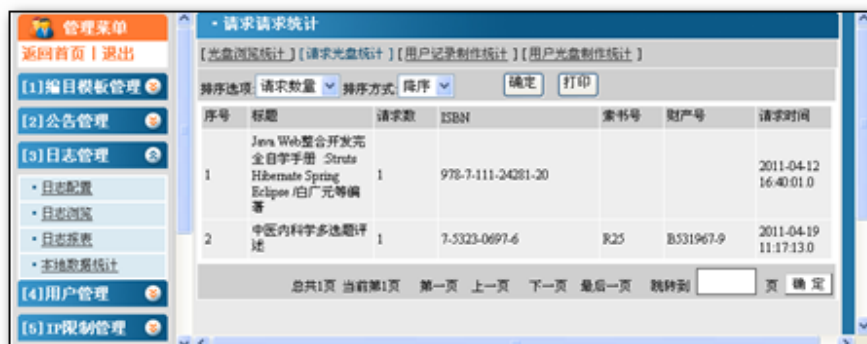 管理菜单
返回首页 | 退出
[1]编目模板管理
[2]公告管理
[3]日志管理
· 日志配置
· 日志浏览
· 日志报表
· 本地数据统计
[4]用户管理
[5]IP限制管理
· 请求请求统计
[光盘浏览统计] [请求光盘统计] [用户记录制作统计] [用户光盘制作统计]
排序选项: 请求数量 排序方式: 降序 确定 打印
序号 标题 请求数 ISBN 索书号 财产号 请求时间
Java Web整合开发完
全自学手册 :Struts
Hibernate Spring
Eclipse /白广元等编
著
1 1 978-7-111-24281-20
2011-04-12
16:40:01.0
中医内科学多选题评
述
2 1 7-5323-0697-6 R25 B531967-9
2011-04-19
11:17:13.0
总共1页 当前第1页 第一页 上一页 下一页 最后一页 跳转到 页 确 定